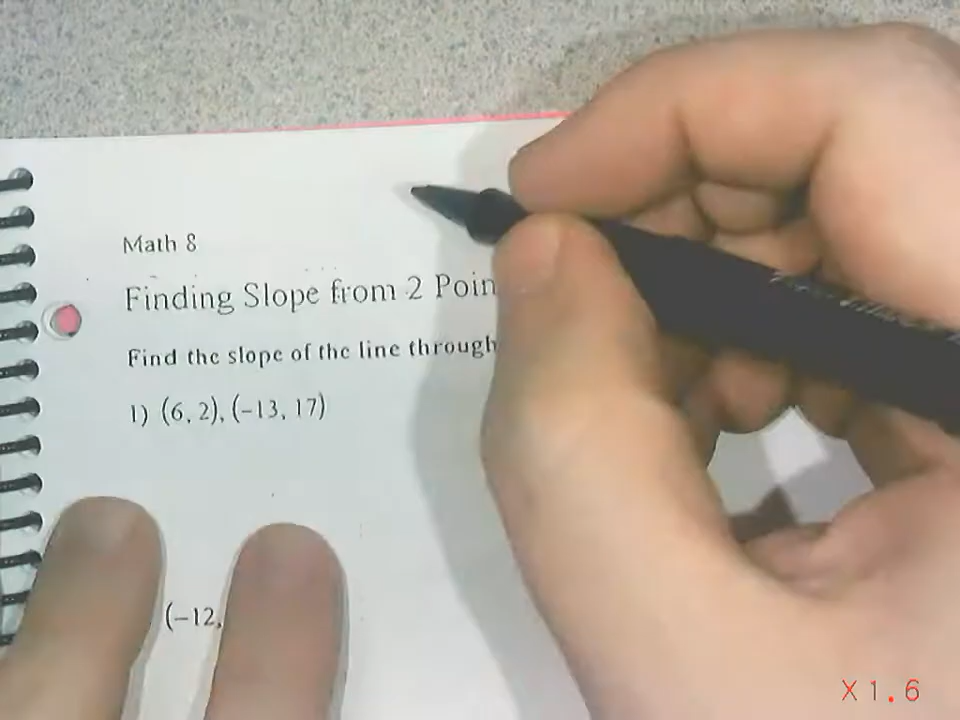 Math 8
Finding Slope from 2 Poin
Find the slope of the line through
1) (6, 2), (-13, 17)
(-12,
X1.6